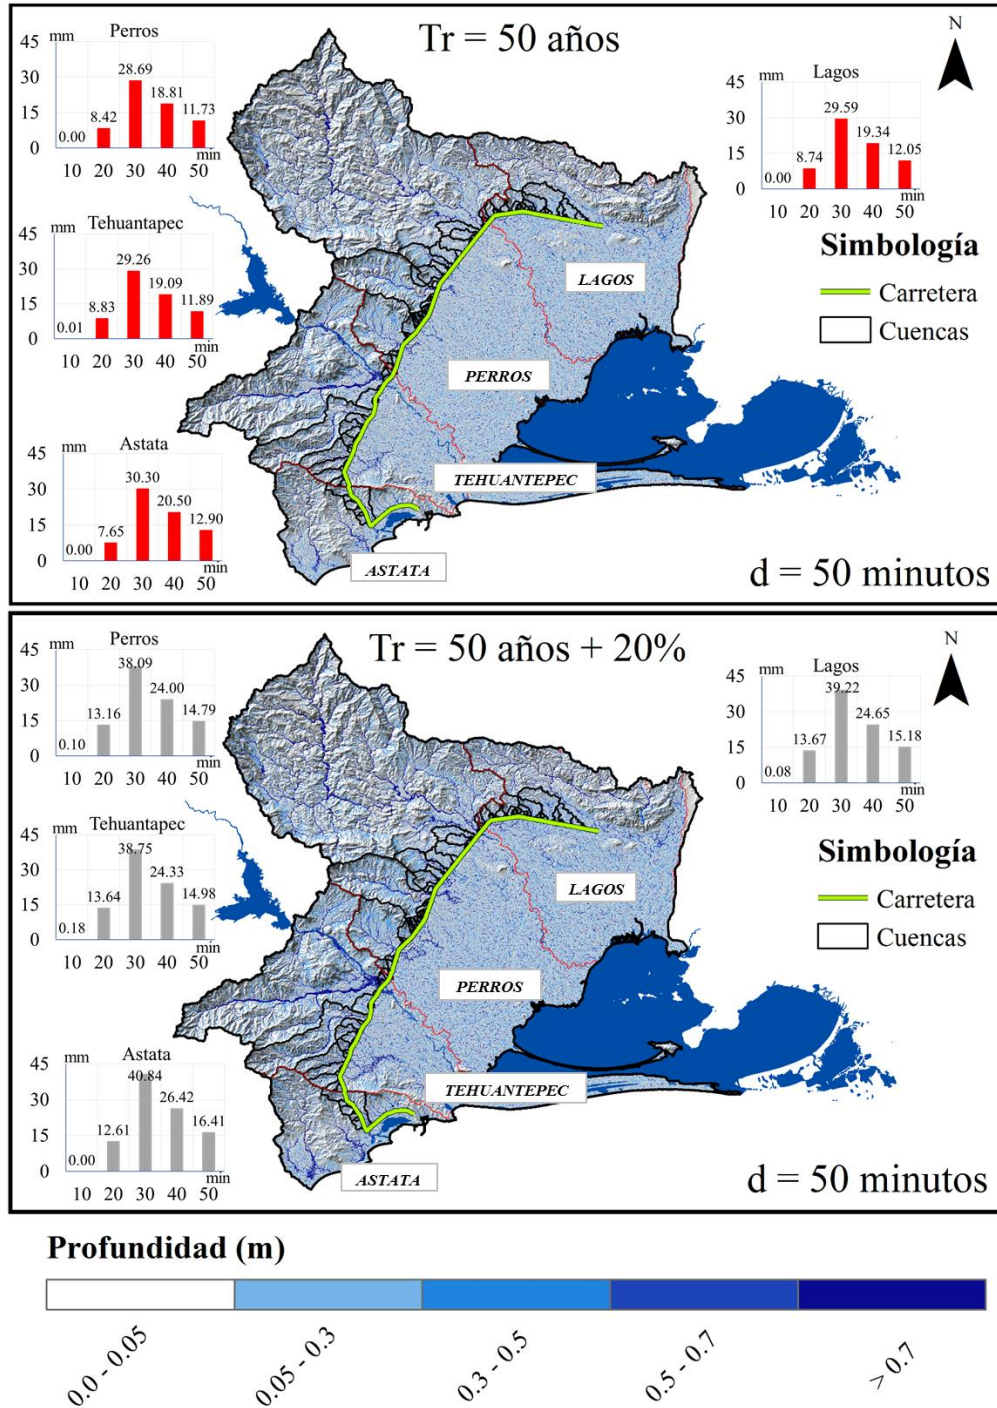 Tr = 50 años
N
Perros
mm
45
30
15
0
0.00
8.42
28.69
18.81
11.73
min
10 20 30 40 50
Lagos
mm
45
30
15
0
0.00
8.74
29.59
19.34
12.05
min
10 20 30 40 50
Tehuantapec
mm
45
30
15
0
0.01
8.83
29.26
19.09
11.89
min
10 20 30 40 50
Simbología
Carretera
Cuencas
LAGOS
PERROS
TEHUANTEPEC
ASTATA
Astata
mm
45
30
15
0
0.00
7.65
30.30
20.50
12.90
min
10 20 30 40 50
d = 50 minutos
Tr = 50 años + 20%
N
Perros
mm
45
30
15
0
0.10
13.16
38.09
24.00
14.79
min
10 20 30 40 50
Lagos
mm
45
30
15
0
0.08
13.67
39.22
24.65
15.18
min
10 20 30 40 50
Tehuantapec
mm
45
30
15
0
0.18
13.64
38.75
24.33
14.98
min
10 20 30 40 50
Simbología
Carretera
Cuencas
LAGOS
PERROS
TEHUANTEPEC
ASTATA
Astata
mm
45
30
15
0
0.00
12.61
40.84
26.42
16.41
min
10 20 30 40 50
d = 50 minutos
Profundidad (m)
0.0 - 0.05
0.05 - 0.3
0.3 - 0.5
0.5 - 0.7
> 0.7